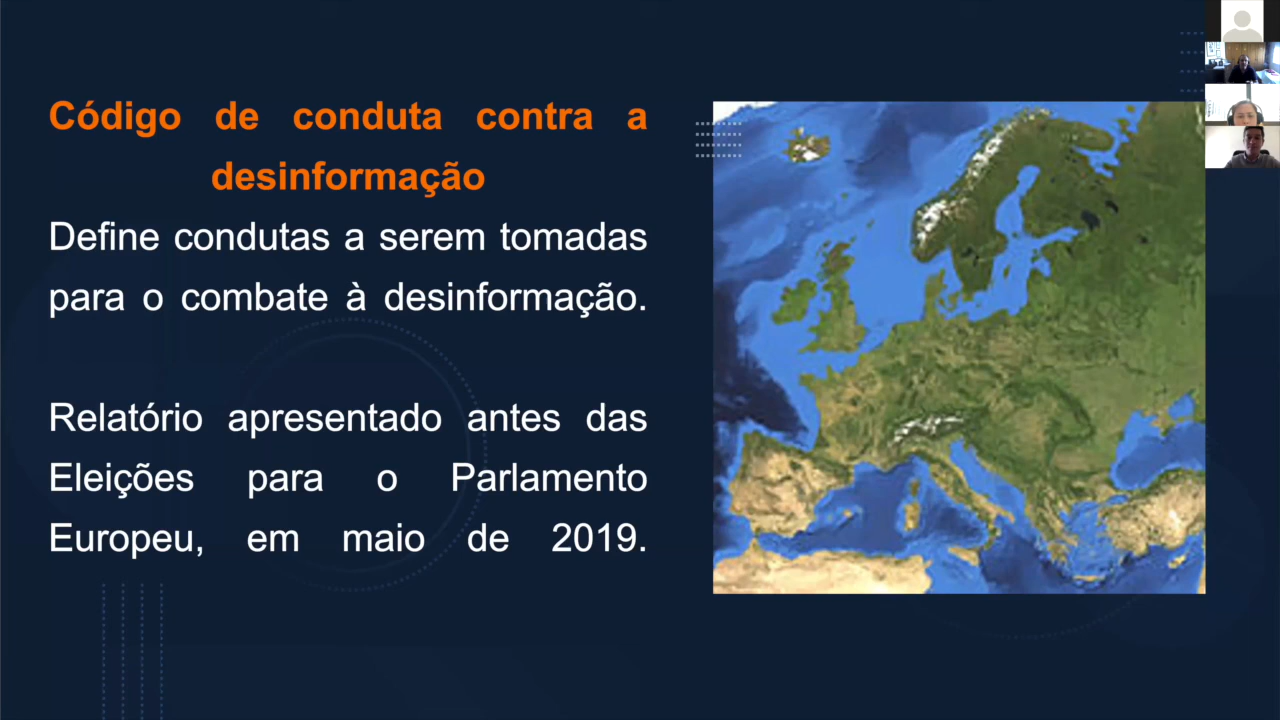 Código de conduta contra a
desinformação
Define condutas a serem tomadas
para o combate à desinformação.
Relatório apresentado antes das
Eleições para o Parlamento
Europeu, em maio de 2019.